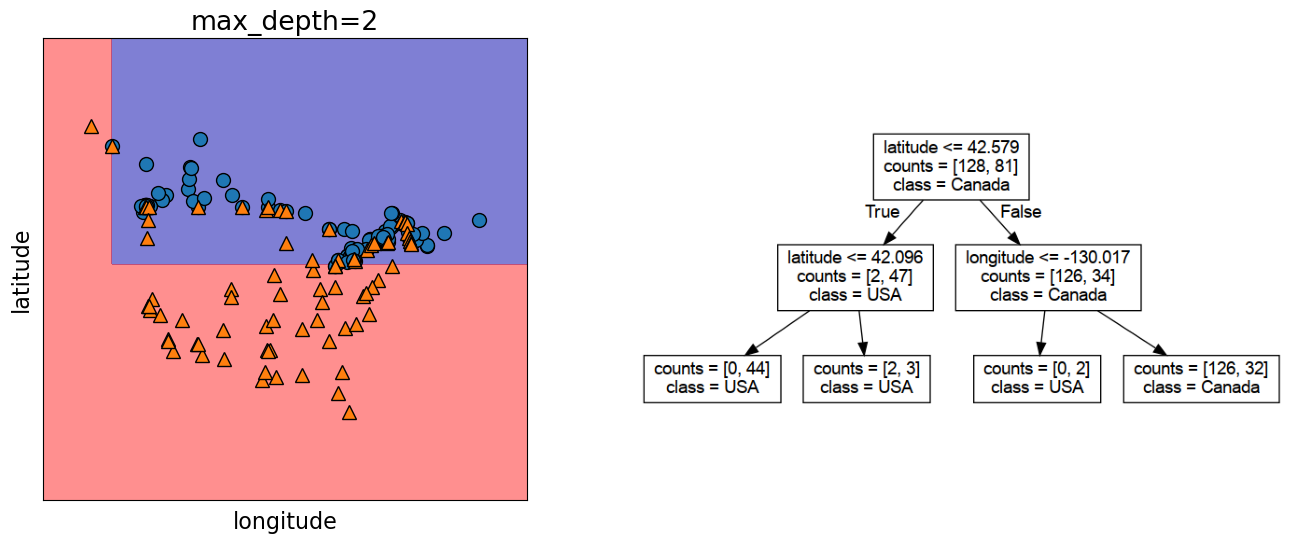 max_depth=2
latitude
longitude
latitude <= 42.579
counts = [128, 81]
class = Canada
True
False
latitude <= 42.096
counts = [2, 47]
class = USA
longitude <= -130.017
counts = [126, 34]
class = Canada
counts = [0, 44]
class = USA
counts = [2, 3]
class = USA
counts = [0, 2]
class = USA
counts = [126, 32]
class = Canada